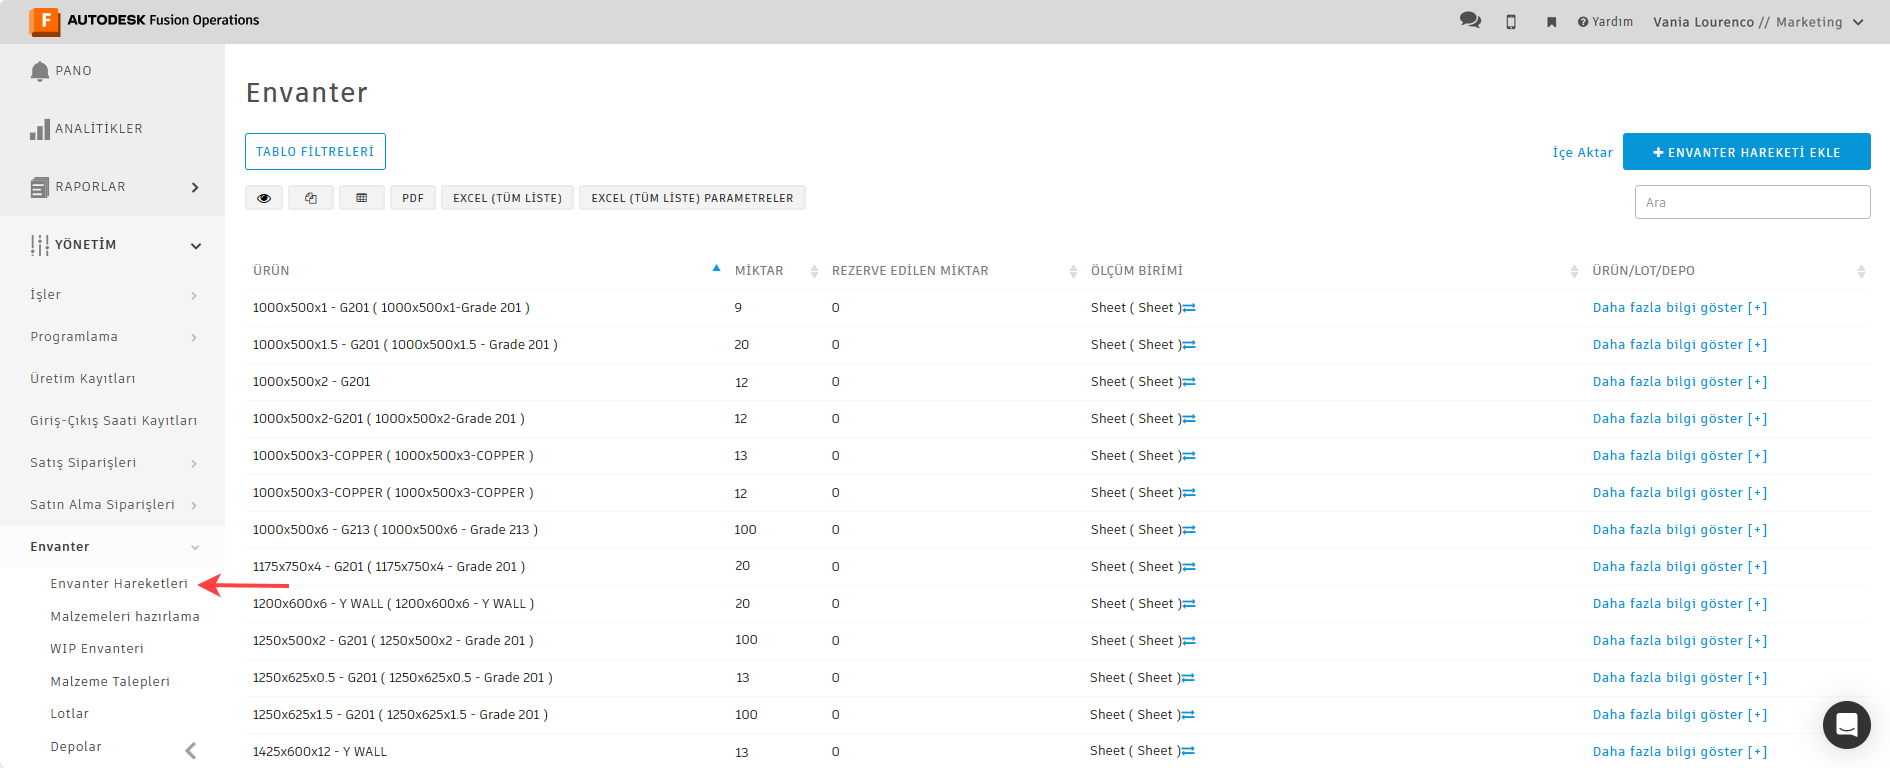 AUTODESK Fusion Operations
Yardım
Vania Lourenco // Marketing
PANO
ANALİTİKLER
RAPORLAR
YÖNETİM
İşler
Programlama
Üretim Kayıtları
Giriş-Çıkış Saati Kayıtları
Satış Siparişleri
Satın Alma Siparişleri
Envanter
Envanter Hareketleri
Malzemeleri hazırlama
WIP Envanteri
Malzeme Talepleri
Lotlar
Depolar
Envanter
TABLO FİLTRELERİ
İçe Aktar
+ ENVANTER HAREKETİ EKLE
PDF
EXCEL (TÜM LİSTE)
EXCEL (TÜM LİSTE) PARAMETRELER
Ara
ÜRÜN MİKTAR REZERVE EDİLEN MİKTAR ÖLÇÜM BİRİMİ ÜRÜN/LOT/DEPO
1000x500x1 - G201 ( 1000x500x1-Grade 201 ) 9 0 Sheet ( Sheet ) Daha fazla bilgi göster [+]
1000x500x1.5 - G201 ( 1000x500x1.5 - Grade 201 ) 20 0 Sheet ( Sheet ) Daha fazla bilgi göster [+]
1000x500x2 - G201 12 0 Sheet ( Sheet ) Daha fazla bilgi göster [+]
1000x500x2-G201 ( 1000x500x2-Grade 201 ) 12 0 Sheet ( Sheet ) Daha fazla bilgi göster [+]
1000x500x3-COPPER ( 1000x500x3-COPPER ) 13 0 Sheet ( Sheet ) Daha fazla bilgi göster [+]
1000x500x3-COPPER ( 1000x500x3-COPPER ) 12 0 Sheet ( Sheet ) Daha fazla bilgi göster [+]
1000x500x6 - G213 ( 1000x500x6 - Grade 213 ) 100 0 Sheet ( Sheet ) Daha fazla bilgi göster [+]
1175x750x4 - G201 ( 1175x750x4 - Grade 201 ) 20 0 Sheet ( Sheet ) Daha fazla bilgi göster [+]
1200x600x6 - Y WALL ( 1200x600x6 - Y WALL ) 20 0 Sheet ( Sheet ) Daha fazla bilgi göster [+]
1250x500x2 - G201 ( 1250x500x2 - Grade 201 ) 100 0 Sheet ( Sheet ) Daha fazla bilgi göster [+]
1250x625x0.5 - G201 ( 1250x625x0.5 - Grade 201 ) 13 0 Sheet ( Sheet ) Daha fazla bilgi göster [+]
1250x625x1.5 - G201 ( 1250x625x1.5 - Grade 201 ) 100 0 Sheet ( Sheet ) Daha fazla bilgi göster [+]
1425x600x12 - Y WALL 13 0 Sheet ( Sheet ) Daha fazla bilgi göster [+]